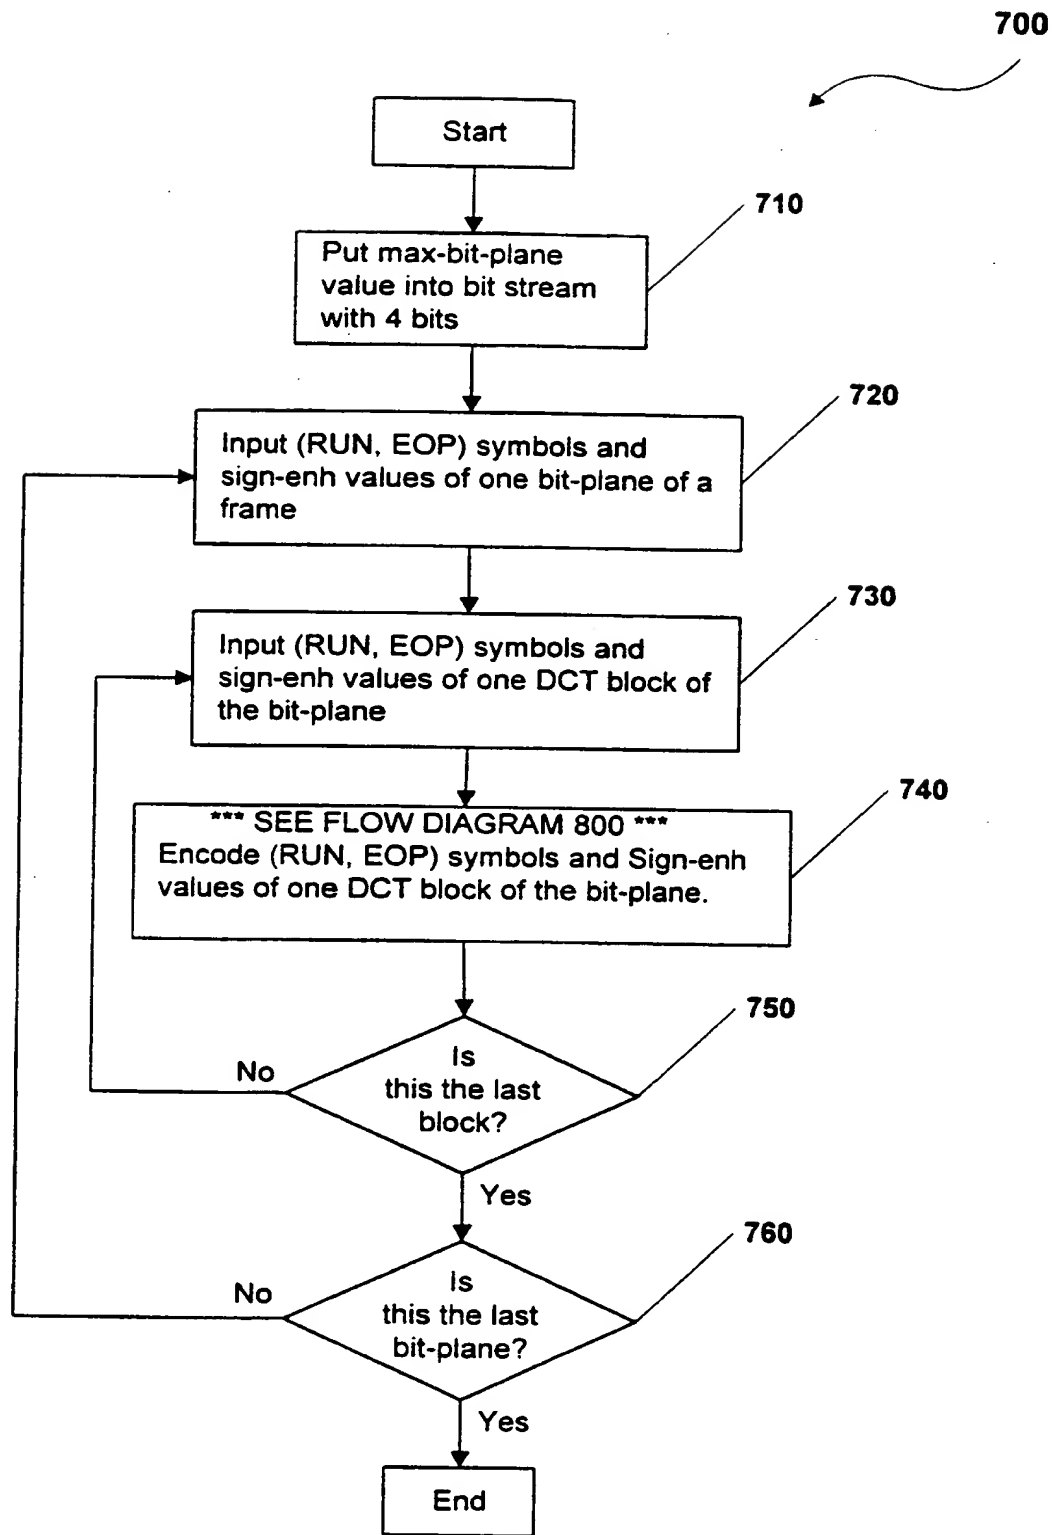 700
Start
710
Put max-bit-plane
value into bit stream
with 4 bits
720
Input (RUN, EOP) symbols and
sign-enh values of one bit-plane of a
frame
730
Input (RUN, EOP) symbols and
sign-enh values of one DCT block of
the bit-plane
740
*** SEE FLOW DIAGRAM 800 ***
Encode (RUN, EOP) symbols and Sign-enh
values of one DCT block of the bit-plane.
750
Is
this the last
block?
No
Yes
760
Is
this the last
bit-plane?
No
Yes
End